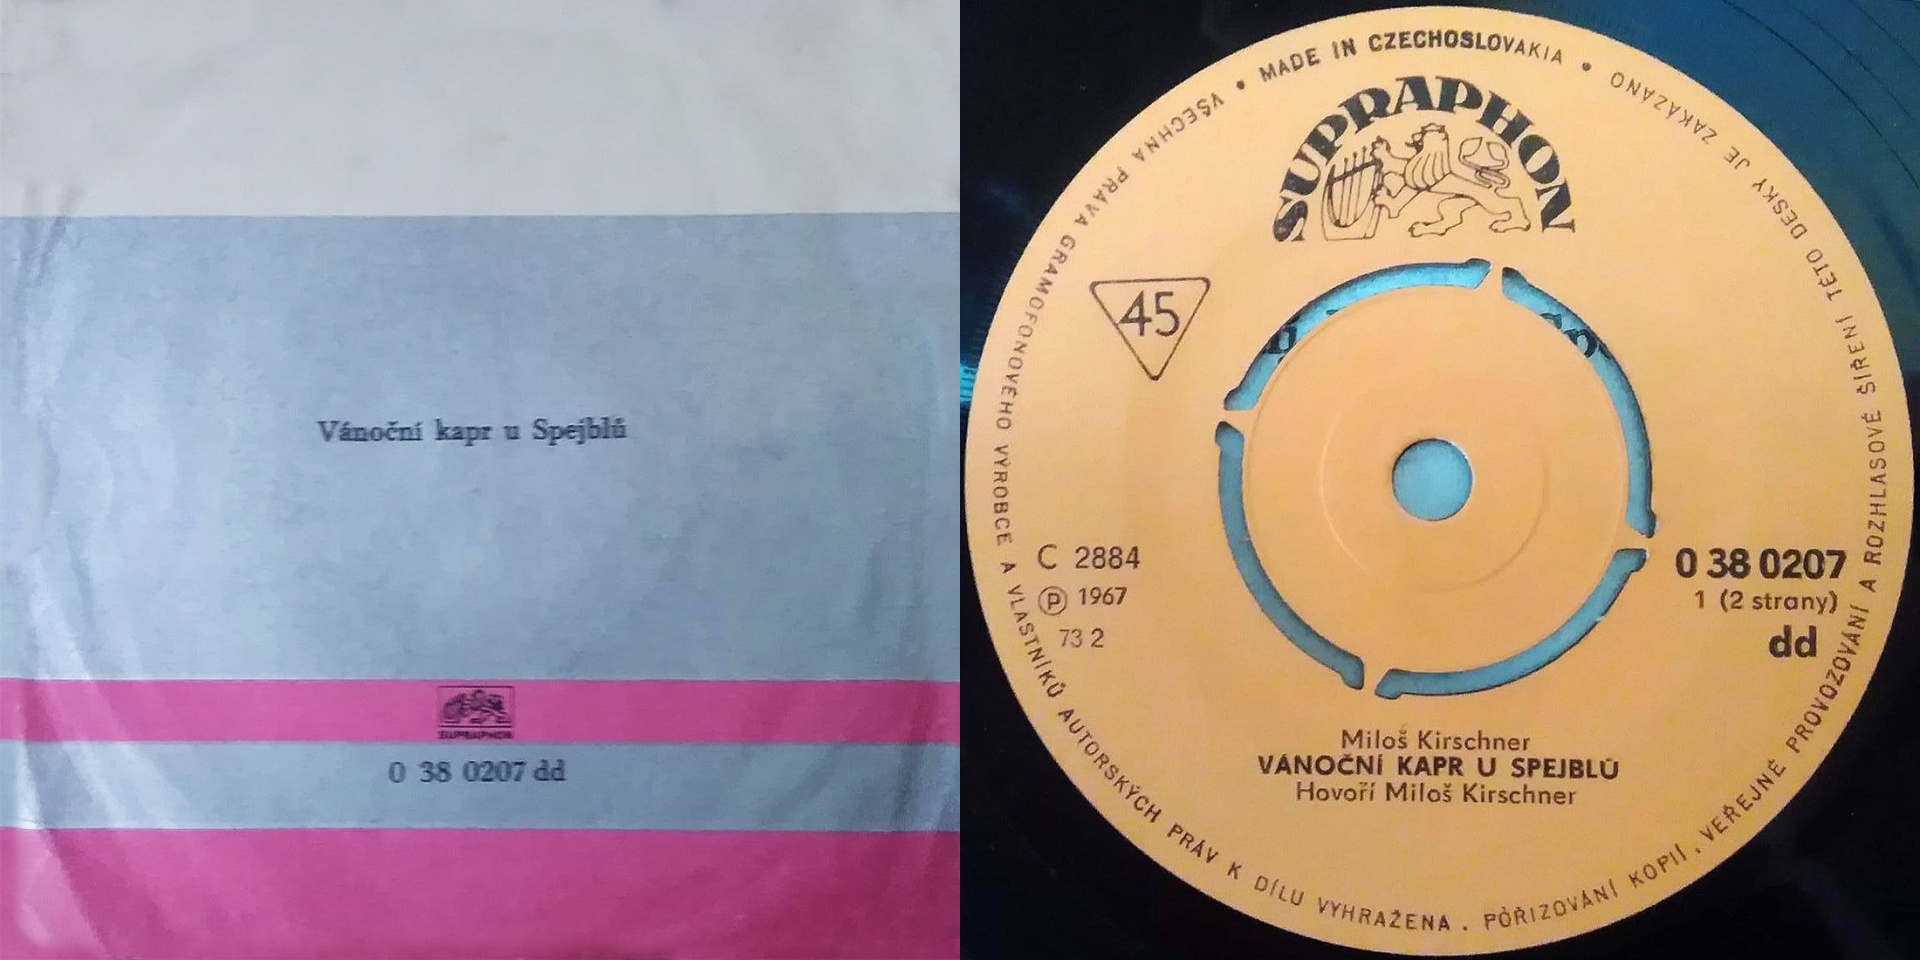 Vánoční kapr u Spejblů
SUPRAPHON
0 38 0207 dd
• MADE IN CZECHOSLOVAKIA •
VŠECHNA PRÁVA GRAMOFONOVÉHO VÝROBCE A VLASTNÍKŮ AUTORSKÝCH PRÁV K DÍLU VYHRAŽENA . POŘIZOVÁNÍ KOPIÍ . VEŘEJNÉ PROVOZOVÁNÍ A ROZHLASOVÉ ŠÍŘENÍ TÉTO DESKY JE ZAKÁZÁNO
SUPRAPHON
45
C 2884
Ⓟ 1967
73 2
0 38 0207
1 (2 strany)
dd
Miloš Kirschner
VÁNOČNÍ KAPR U SPEJBLŮ
Hovoří Miloš Kirschner